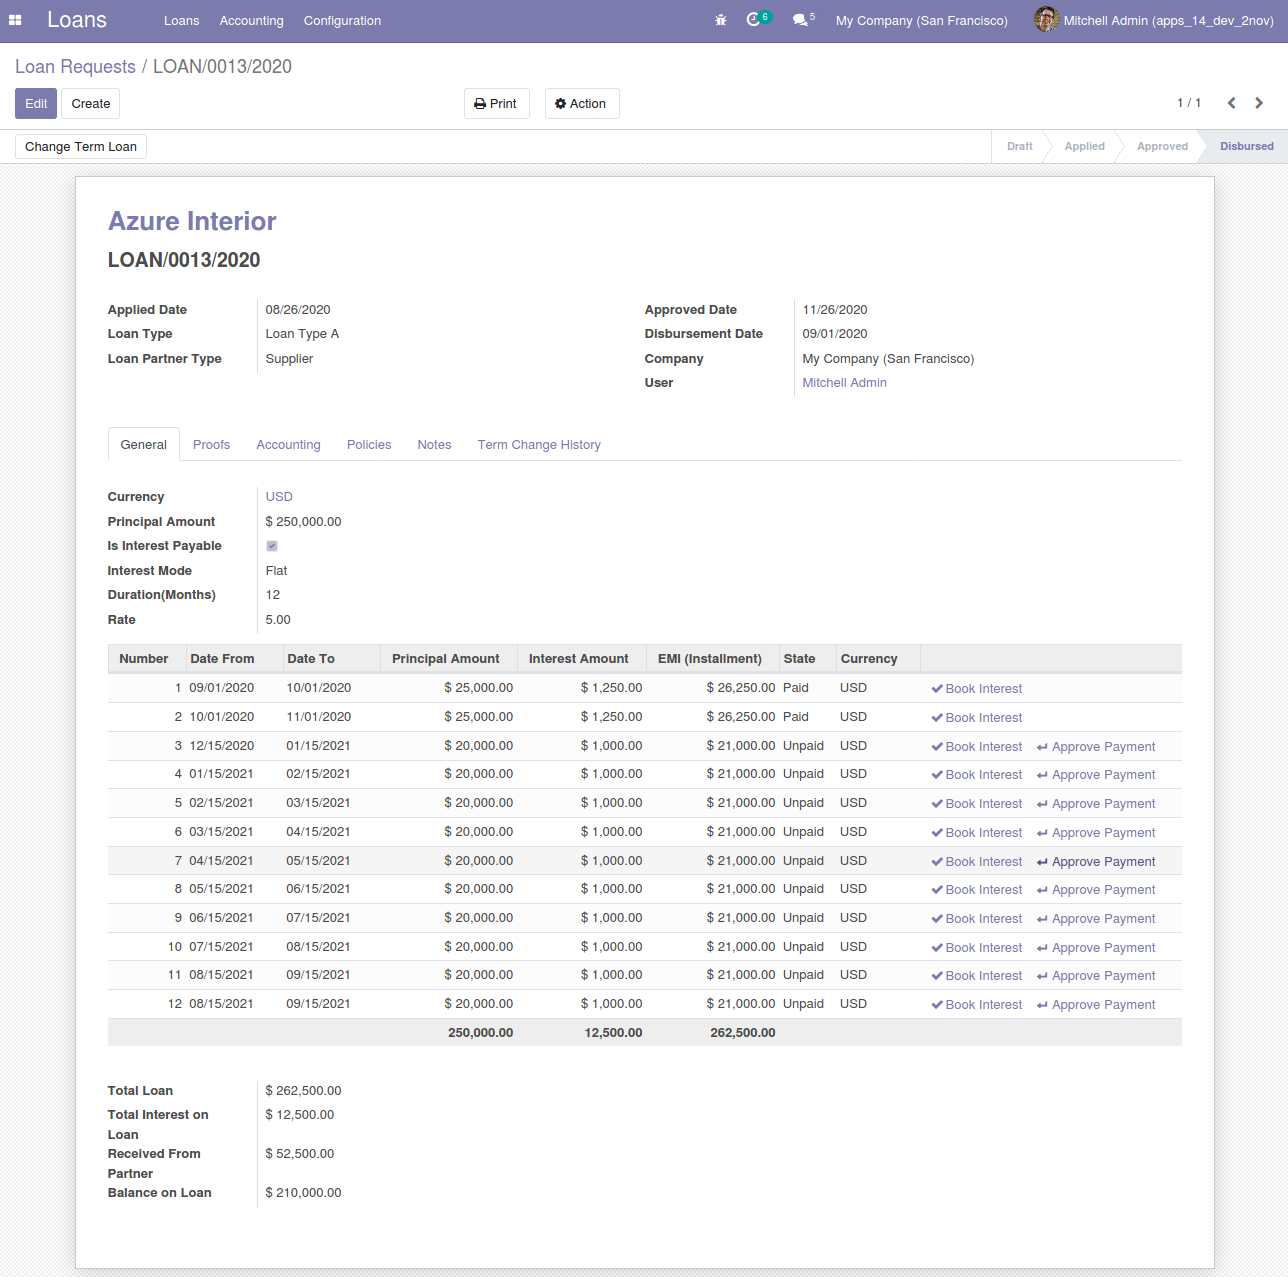 Loans Loans Accounting Configuration 6 5 My Company (San Francisco) Mitchell Admin (apps_14_dev_2nov)
Loan Requests / LOAN/0013/2020
Edit Create Print Action 1 / 1
Change Term Loan Draft Applied Approved Disbursed
Azure Interior
LOAN/0013/2020
Applied Date 08/26/2020 Approved Date 11/26/2020
Loan Type Loan Type A Disbursement Date 09/01/2020
Loan Partner Type Supplier Company My Company (San Francisco)
User Mitchell Admin
General Proofs Accounting Policies Notes Term Change History
Currency USD
Principal Amount $ 250,000.00
Is Interest Payable
Interest Mode Flat
Duration(Months) 12
Rate 5.00
Number Date From Date To Principal Amount Interest Amount EMI (Installment) State Currency
1 09/01/2020 10/01/2020 $ 25,000.00 $ 1,250.00 $ 26,250.00 Paid USD Book Interest
2 10/01/2020 11/01/2020 $ 25,000.00 $ 1,250.00 $ 26,250.00 Paid USD Book Interest
3 12/15/2020 01/15/2021 $ 20,000.00 $ 1,000.00 $ 21,000.00 Unpaid USD Book Interest Approve Payment
4 01/15/2021 02/15/2021 $ 20,000.00 $ 1,000.00 $ 21,000.00 Unpaid USD Book Interest Approve Payment
5 02/15/2021 03/15/2021 $ 20,000.00 $ 1,000.00 $ 21,000.00 Unpaid USD Book Interest Approve Payment
6 03/15/2021 04/15/2021 $ 20,000.00 $ 1,000.00 $ 21,000.00 Unpaid USD Book Interest Approve Payment
7 04/15/2021 05/15/2021 $ 20,000.00 $ 1,000.00 $ 21,000.00 Unpaid USD Book Interest Approve Payment
8 05/15/2021 06/15/2021 $ 20,000.00 $ 1,000.00 $ 21,000.00 Unpaid USD Book Interest Approve Payment
9 06/15/2021 07/15/2021 $ 20,000.00 $ 1,000.00 $ 21,000.00 Unpaid USD Book Interest Approve Payment
10 07/15/2021 08/15/2021 $ 20,000.00 $ 1,000.00 $ 21,000.00 Unpaid USD Book Interest Approve Payment
11 08/15/2021 09/15/2021 $ 20,000.00 $ 1,000.00 $ 21,000.00 Unpaid USD Book Interest Approve Payment
12 08/15/2021 09/15/2021 $ 20,000.00 $ 1,000.00 $ 21,000.00 Unpaid USD Book Interest Approve Payment
250,000.00 12,500.00 262,500.00
Total Loan $ 262,500.00
Total Interest on $ 12,500.00
Loan
Received From $ 52,500.00
Partner
Balance on Loan $ 210,000.00